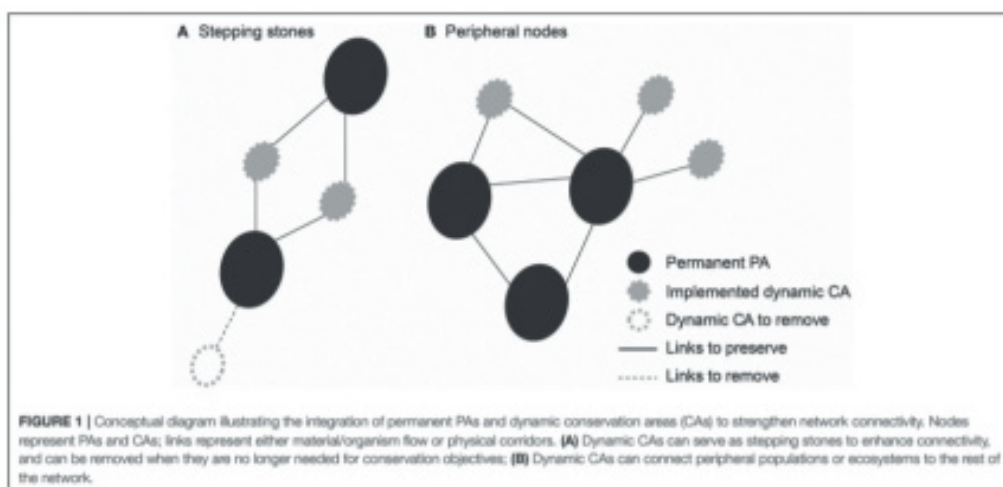 A Stepping stones
B Peripheral nodes
Permanent PA
Implemented dynamic CA
Dynamic CA to remove
Links to preserve
Links to remove
FIGURE 1 | Conceptual diagram illustrating the integration of permanent PAs and dynamic conservation areas (CAs) to strengthen network connectivity. Nodes
represent PAs and CAs; links represent either material/organism flow or physical corridors. (A) Dynamic CAs can serve as stepping stones to enhance connectivity,
and can be removed when they are no longer needed for conservation objectives; (B) Dynamic CAs can connect peripheral populations or ecosystems to the rest of
the network.